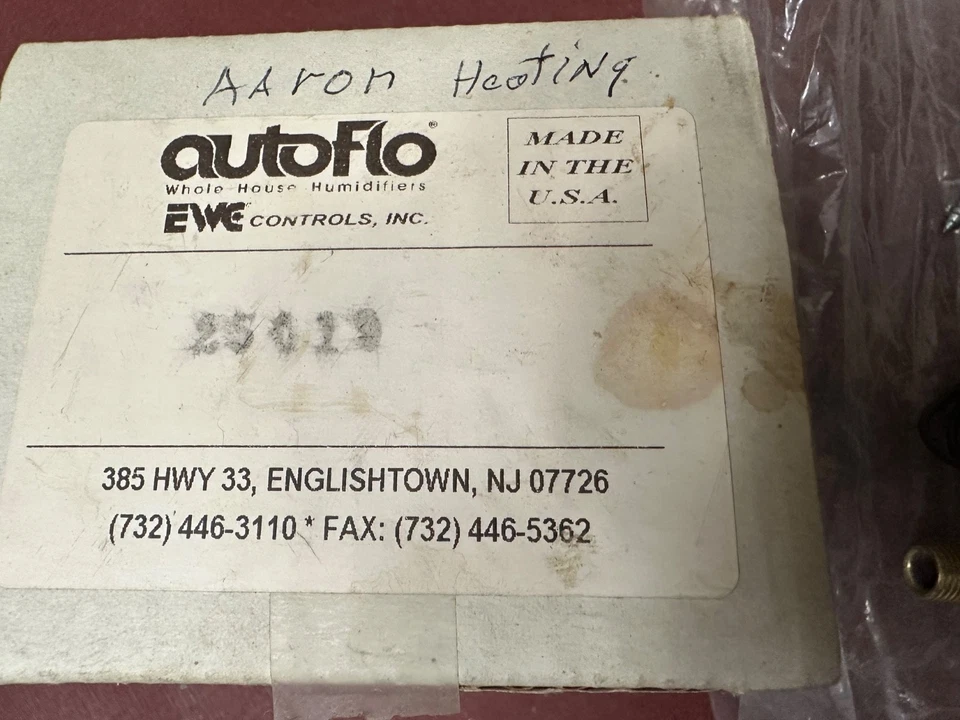 AAron Heating
autoflo®
Whole House Humidifiers
EWC CONTROLS, INC.
MADE
IN THE
U.S.A.
385 HWY 33, ENGLISHTOWN, NJ 07726
(732) 446-3110 * FAX: (732) 446-5362